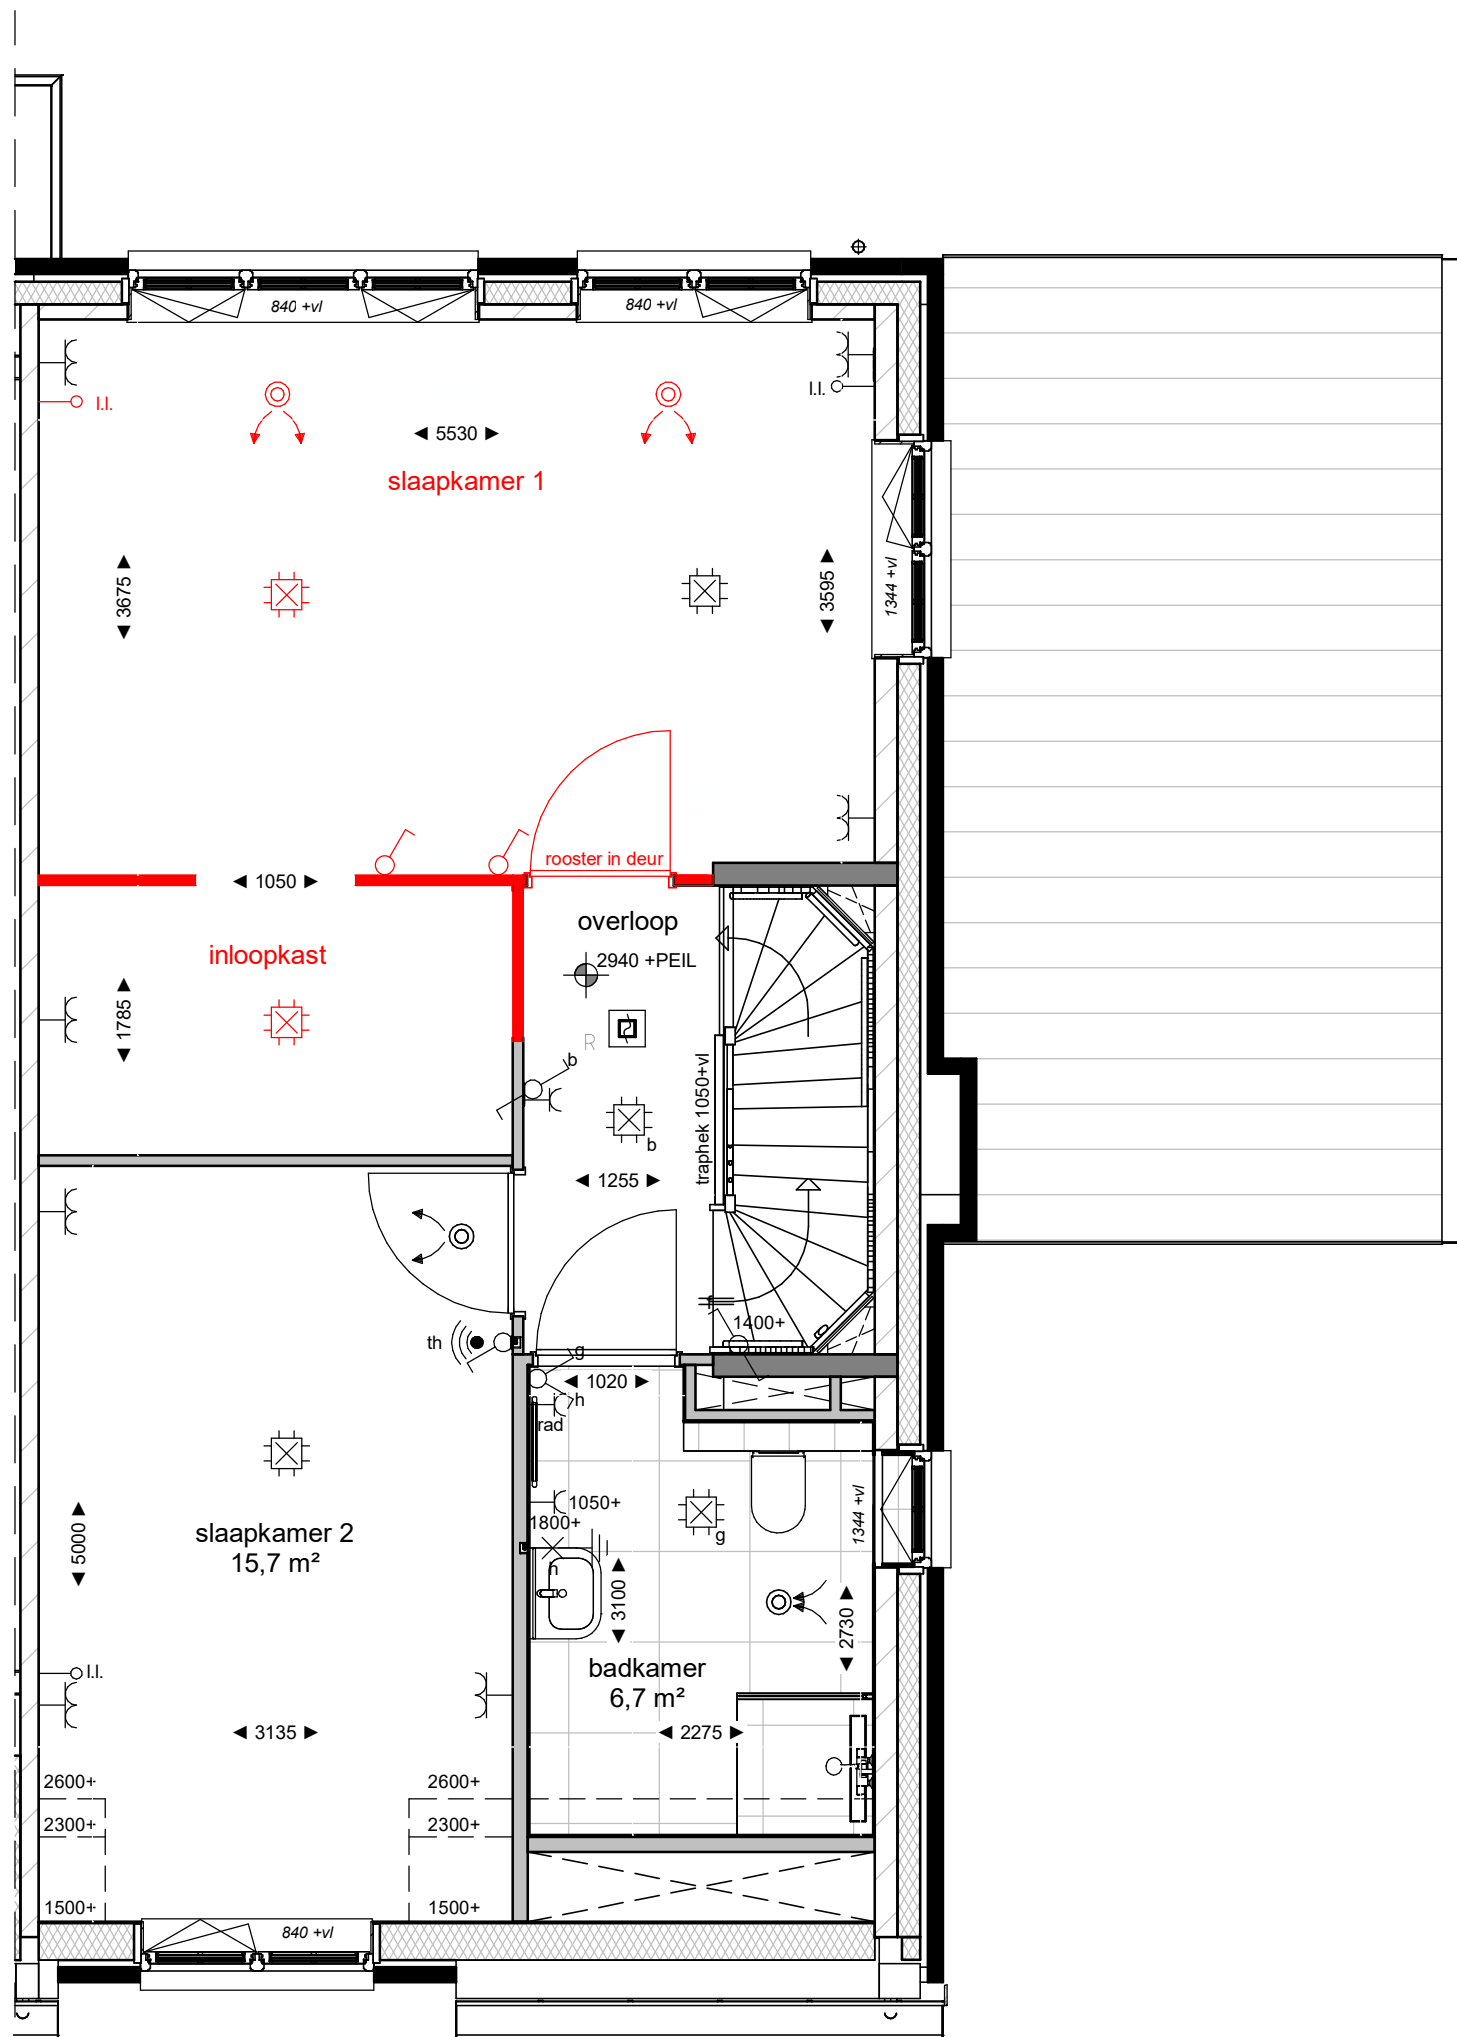 840 +vl
840 +vl
l.l.
l.l.
5530
slaapkamer 1
3675
3595
1344 +vl
rooster in deur
1050
overloop
inloopkast
2940 +PEIL
1785
R
b
b
traphek 1050+vl
1255
1400+
th
g
1020
h
rad
1050+
1800+
h
g
1344 +vl
slaapkamer 2
15,7 m²
5000
3100
2730
badkamer
6,7 m²
l.l.
3135
2275
2600+
2600+
2300+
2300+
1500+
1500+
840 +vl